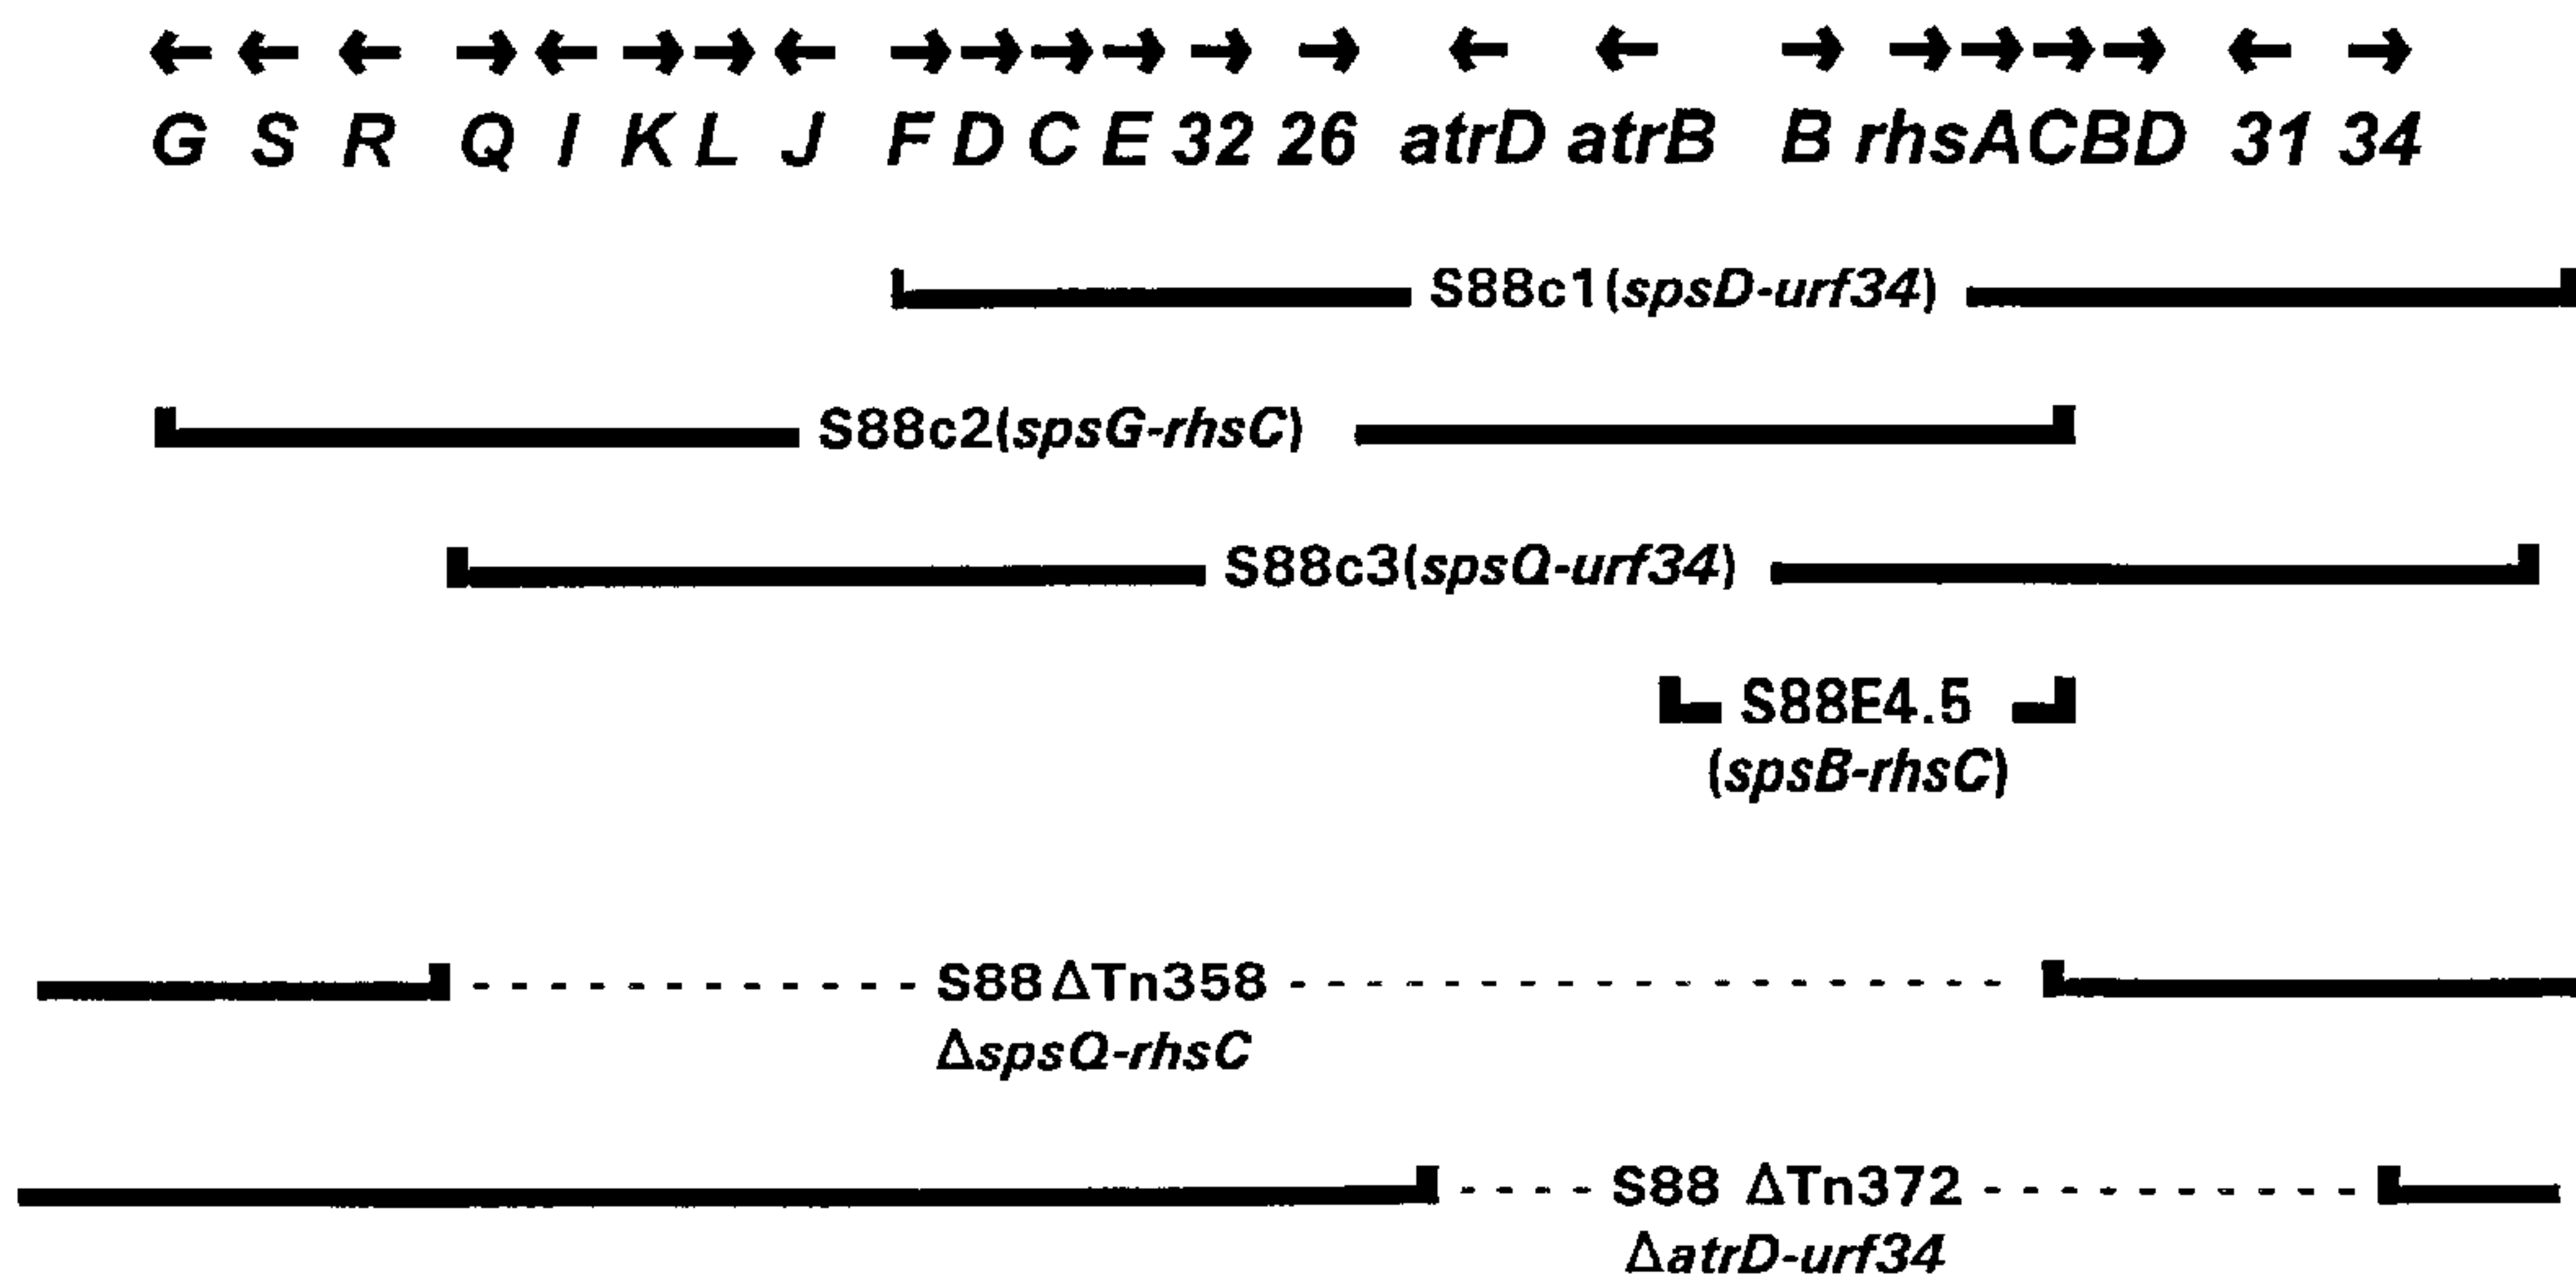 G S R Q I K L J F D C E 32 26 atrD atrB B rhsACBD 31 34
S88c1(spsD-urf34)
S88c2(spsG-rhsC)
S88c3(spsQ-urf34)
S88E4.5
(spsB-rhsC)
S88ΔTn358
ΔspsQ-rhsC
S88 ΔTn372
ΔatrD-urf34